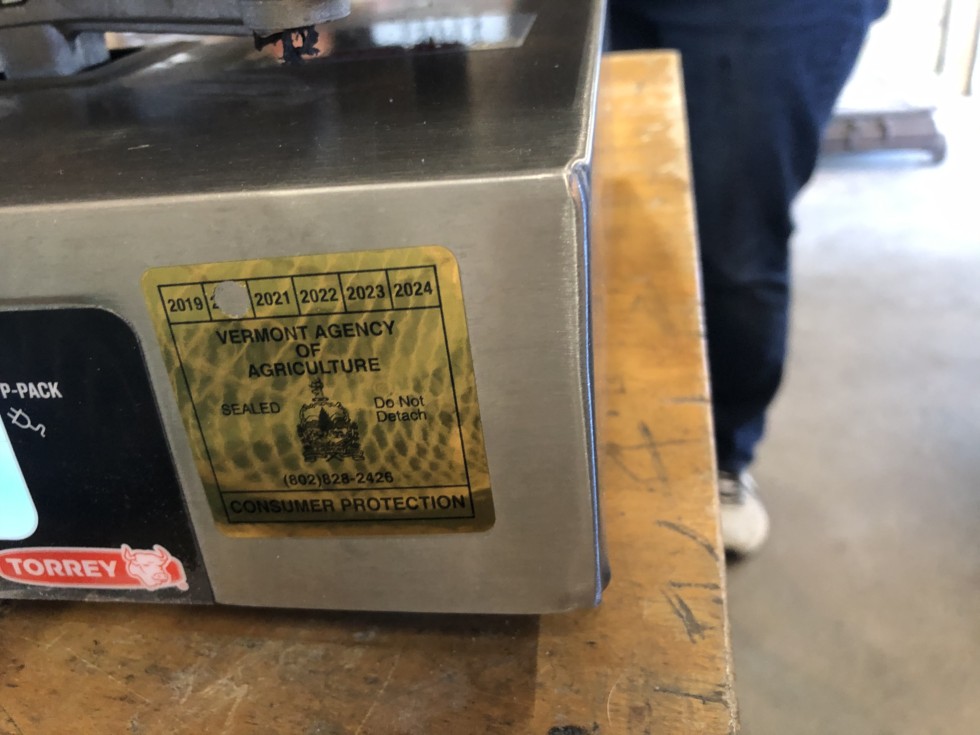 2019 2021 2022 2023 2024
VERMONT AGENCY
OF
AGRICULTURE
SEALED
Do Not
Detach
(802)828-2426
CONSUMER PROTECTION
P-PACK
TORREY